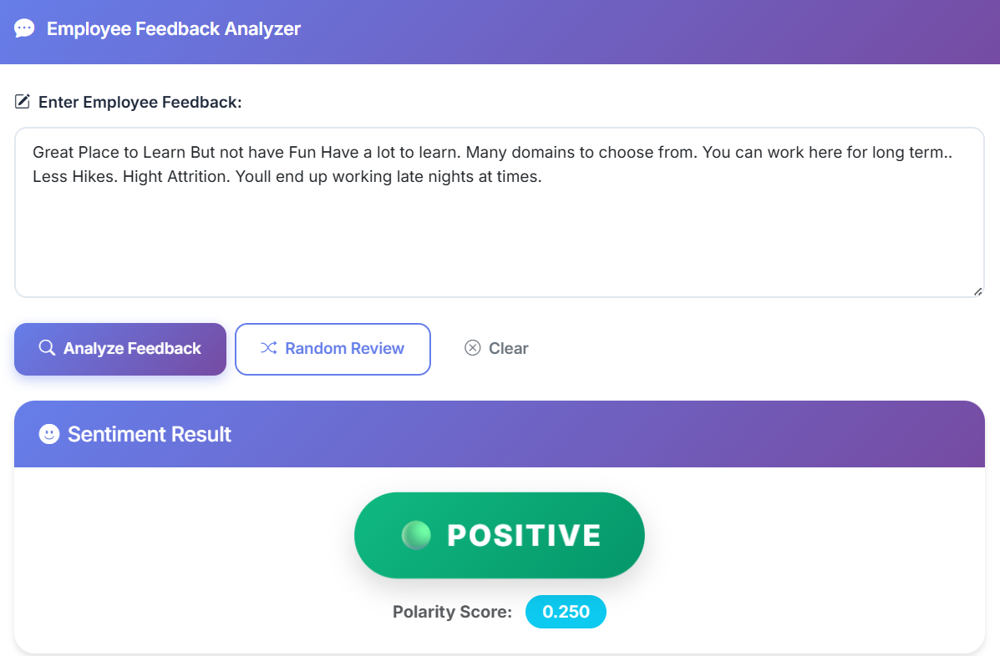 Employee Feedback Analyzer
Enter Employee Feedback:
Great Place to Learn But not have Fun Have a lot to learn. Many domains to choose from. You can work here for long term..
Less Hikes. Hight Attrition. Youll end up working late nights at times.
Analyze Feedback
Random Review
Clear
Sentiment Result
POSITIVE
Polarity Score: 0.250